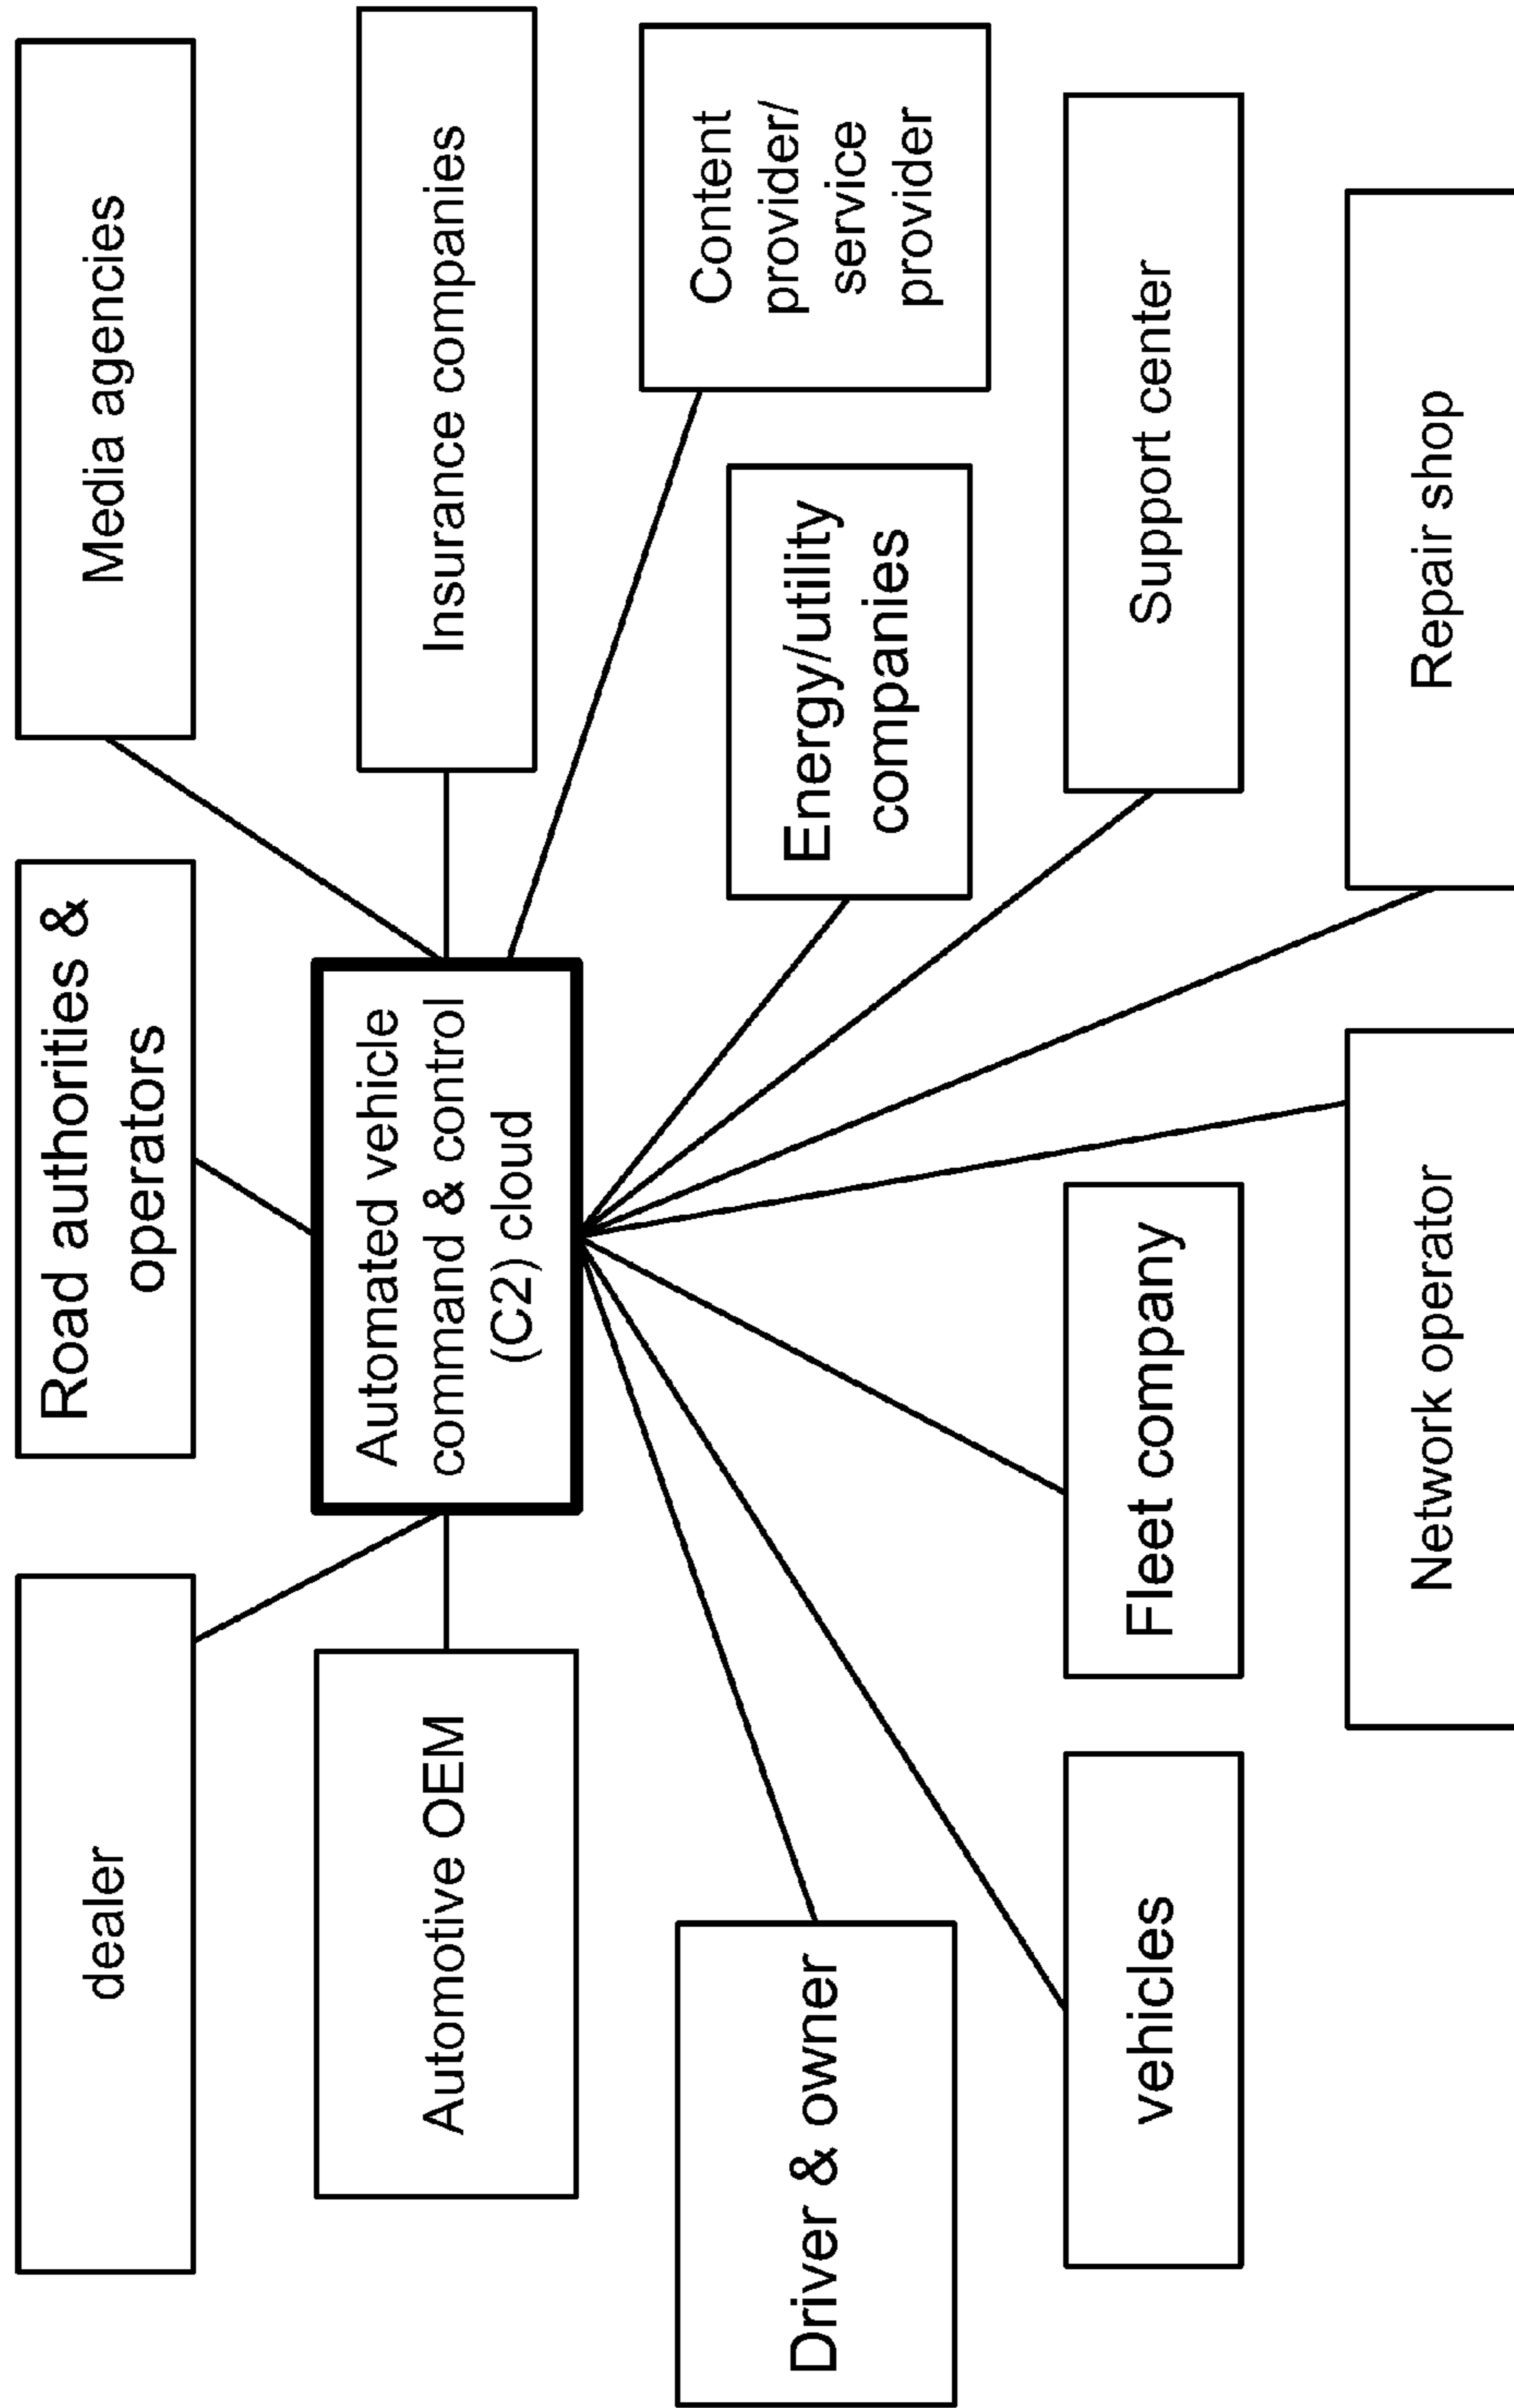 dealer
Road authorities &
operators
Media agencies
Automotive OEM
Automated vehicle
command & control
(C2) cloud
Insurance companies
Driver & owner
Energy/utility
companies
Content
provider/
service
provider
vehicles
Fleet company
Support center
Network operator
Repair shop